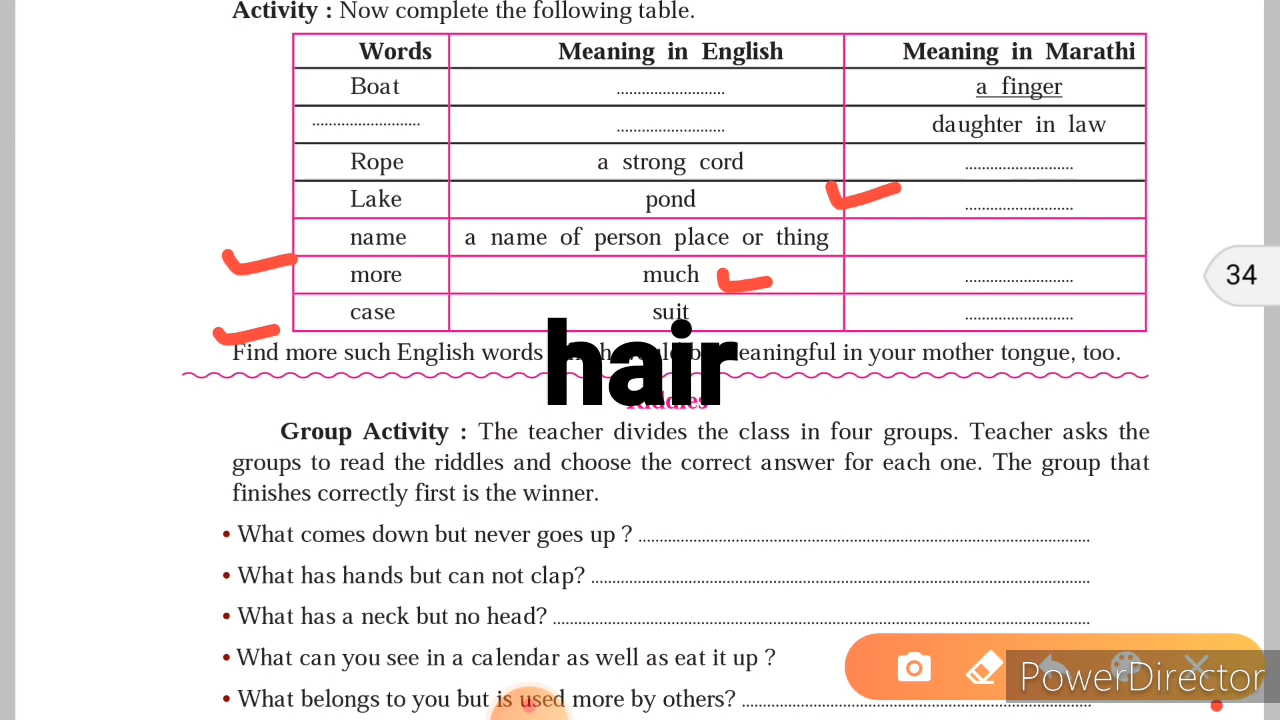 Activity : Now complete the following table.
Words Meaning in English Meaning in Marathi
Boat .......................... a finger
.......................... .......................... daughter in law
Rope a strong cord ..........................
Lake pond ..........................
name a name of person place or thing
more much ..........................
case suit ..........................
Find more such English words meaningful in your mother tongue, too.
hair
Riddles
Group Activity : The teacher divides the class in four groups. Teacher asks the
groups to read the riddles and choose the correct answer for each one. The group that
finishes correctly first is the winner.
• What comes down but never goes up ? ..........................
• What has hands but can not clap? ..........................
• What has a neck but no head? ..........................
• What can you see in a calendar as well as eat it up ?
• What belongs to you but is used more by others? ..........................
34
PowerDirector